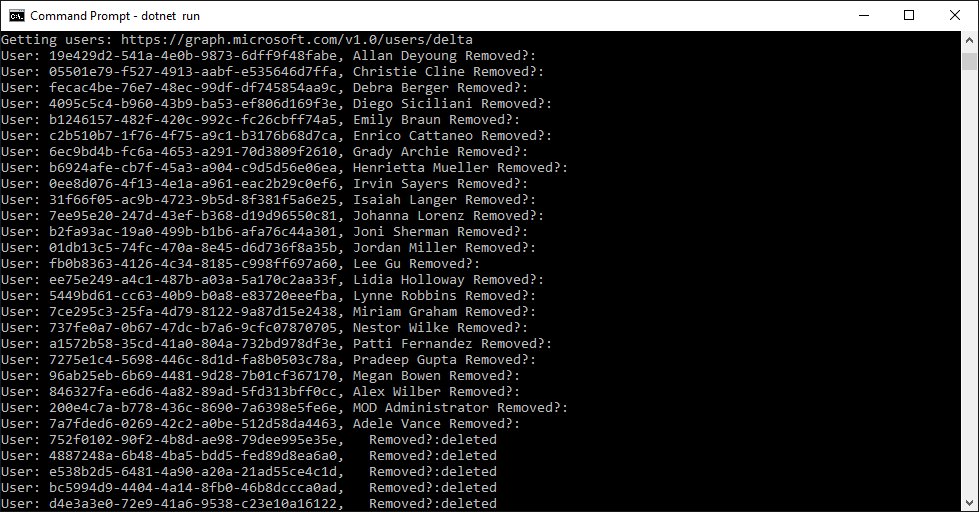 Command Prompt - dotnet run
Getting users: https://graph.microsoft.com/v1.0/users/delta
User: 19e429d2-541a-4e0b-9873-6dff9f48fabe, Allan Deyoung Removed?:
User: 05501e79-f527-4913-aabf-e535646d7ffa, Christie Cline Removed?:
User: fecac4be-76e7-48ec-99df-df745854aa9c, Debra Berger Removed?:
User: 4095c5c4-b960-43b9-ba53-ef806d169f3e, Diego Siciliani Removed?:
User: b1246157-482f-420c-992c-fc26cbff74a5, Emily Braun Removed?:
User: c2b510b7-1f76-4f75-a9c1-b3176b68d7ca, Enrico Cattaneo Removed?:
User: 6ec9bd4b-fc6a-4653-a291-70d3809f2610, Grady Archie Removed?:
User: b6924afe-cb7f-45a3-a904-c9d5d56e06ea, Henrietta Mueller Removed?:
User: 0ee8d076-4f13-4e1a-a961-eac2b29c0ef6, Irvin Sayers Removed?:
User: 31f66f05-ac9b-4723-9b5d-8f381f5a6e25, Isaiah Langer Removed?:
User: 7ee95e20-247d-43ef-b368-d19d96550c81, Johanna Lorenz Removed?:
User: b2fa93ac-19a0-499b-b1b6-afa76c44a301, Joni Sherman Removed?:
User: 01db13c5-74fc-470a-8e45-d6d736f8a35b, Jordan Miller Removed?:
User: fb0b8363-4126-4c34-8185-c998ff697a60, Lee Gu Removed?:
User: ee75e249-a4c1-487b-a03a-5a170c2aa33f, Lidia Holloway Removed?:
User: 5449bd61-cc63-40b9-b0a8-e83720eeefba, Lynne Robbins Removed?:
User: 7ce295c3-25fa-4d79-8122-9a87d15e2438, Miriam Graham Removed?:
User: 737fe0a7-0b67-47dc-b7a6-9cfc07870705, Nestor Wilke Removed?:
User: a1572b58-35cd-41a0-804a-732bd978df3e, Patti Fernandez Removed?:
User: 7275e1c4-5698-446c-8d1d-fa8b0503c78a, Pradeep Gupta Removed?:
User: 96ab25eb-6b69-4481-9d28-7b01cf367170, Megan Bowen Removed?:
User: 846327fa-e6d6-4a82-89ad-5fd313bff0cc, Alex Wilber Removed?:
User: 200e4c7a-b778-436c-8690-7a6398e5fe6e, MOD Administrator Removed?:
User: 7a7fded6-0269-42c2-a0be-512d58da4463, Adele Vance Removed?:
User: 752f0102-90f2-4b8d-ae98-79dee995e35e,   Removed?:deleted
User: 4887248a-6b48-4ba5-bdd5-fed89d8ea6a0,   Removed?:deleted
User: e538b2d5-6481-4a90-a20a-21ad55ce4c1d,   Removed?:deleted
User: bc5994d9-4404-4a14-8fb0-46b8dccca0ad,   Removed?:deleted
User: d4e3a3e0-72e9-41a6-9538-c23e10a16122,   Removed?:deleted